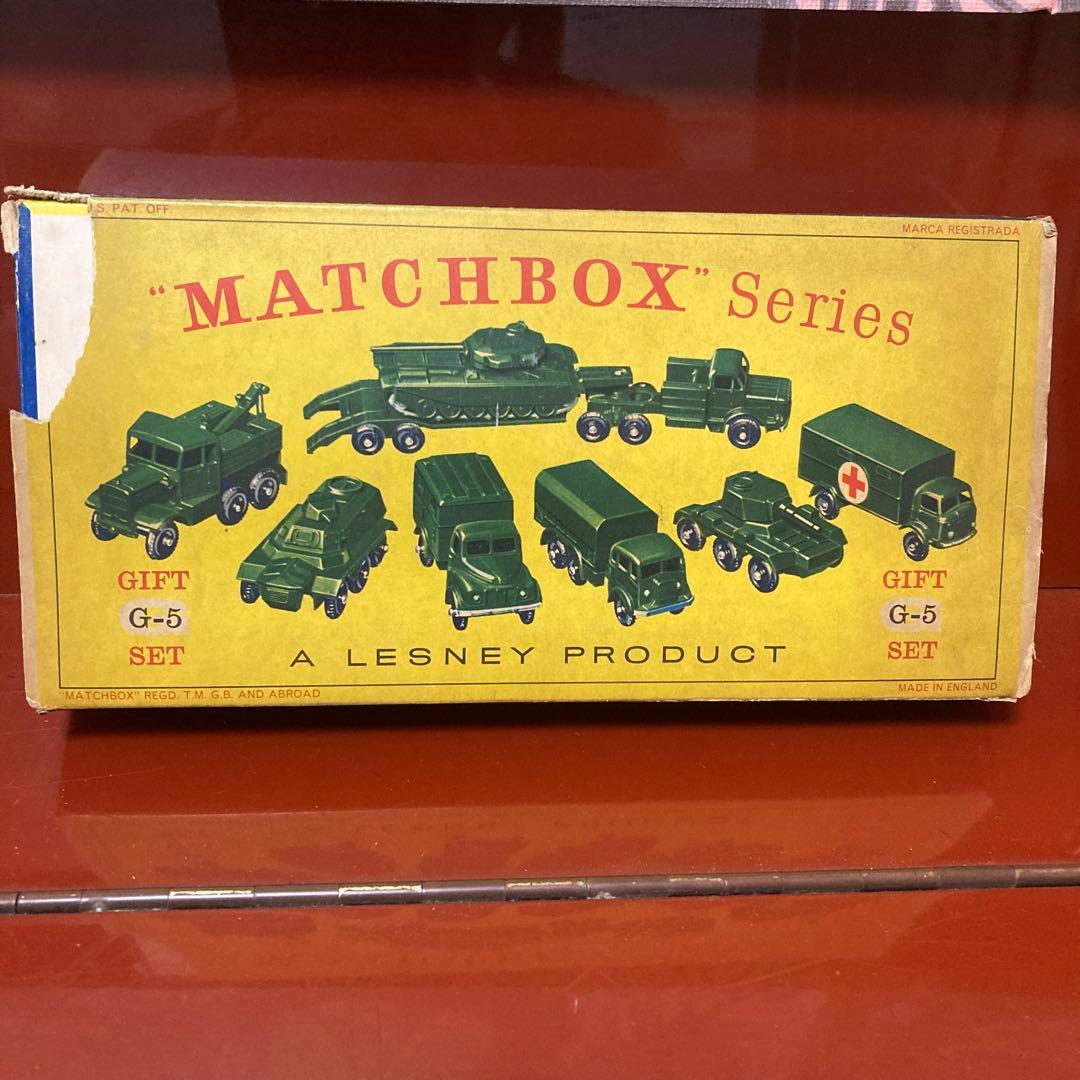 S. PAT. OFF.
MARCA REGISTRADA
"MATCHBOX" Series
GIFT
G-5
SET
GIFT
G-5
SET
A LESNEY PRODUCT
"MATCHBOX" REGD. T.M. G.B. AND ABROAD
MADE IN ENGLAND